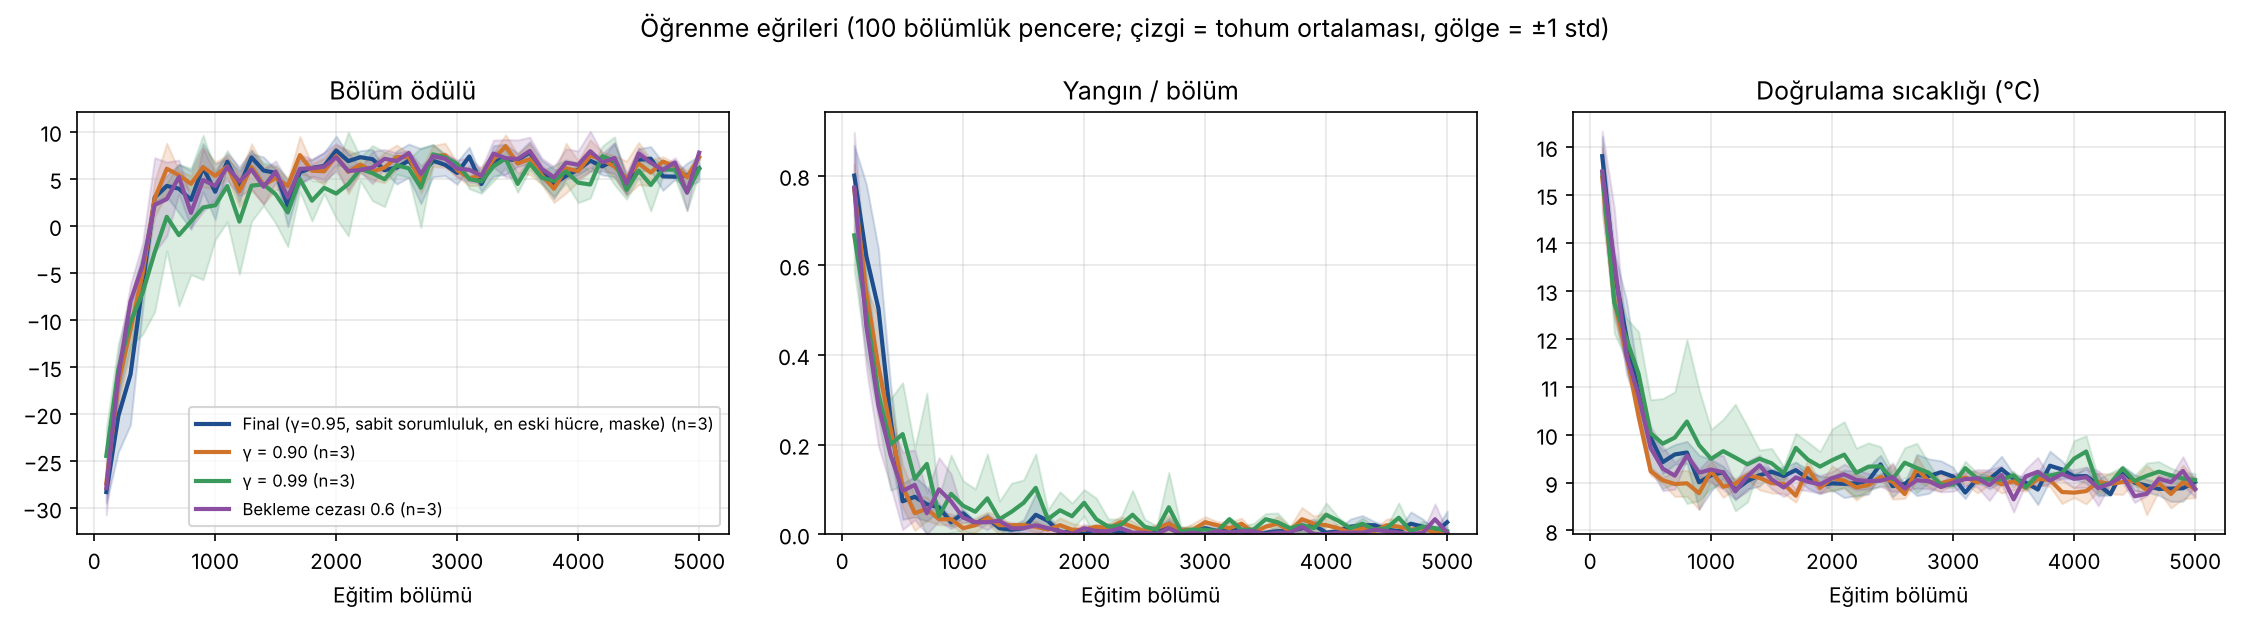 Öğrenme eğrileri (100 bölümlük pencere; çizgi = tohum ortalaması, gölge = ±1 std)
Bölüm ödülü
10
5
0
−5
−10
−15
−20
−25
−30
0 1000 2000 3000 4000 5000
Eğitim bölümü
Final (γ=0.95, sabit sorumluluk, en eski hücre, maske) (n=3)
γ = 0.90 (n=3)
γ = 0.99 (n=3)
Bekleme cezası 0.6 (n=3)
Yangın / bölüm
0.8
0.6
0.4
0.2
0.0
0 1000 2000 3000 4000 5000
Eğitim bölümü
Doğrulama sıcaklığı (°C)
16
15
14
13
12
11
10
9
8
0 1000 2000 3000 4000 5000
Eğitim bölümü